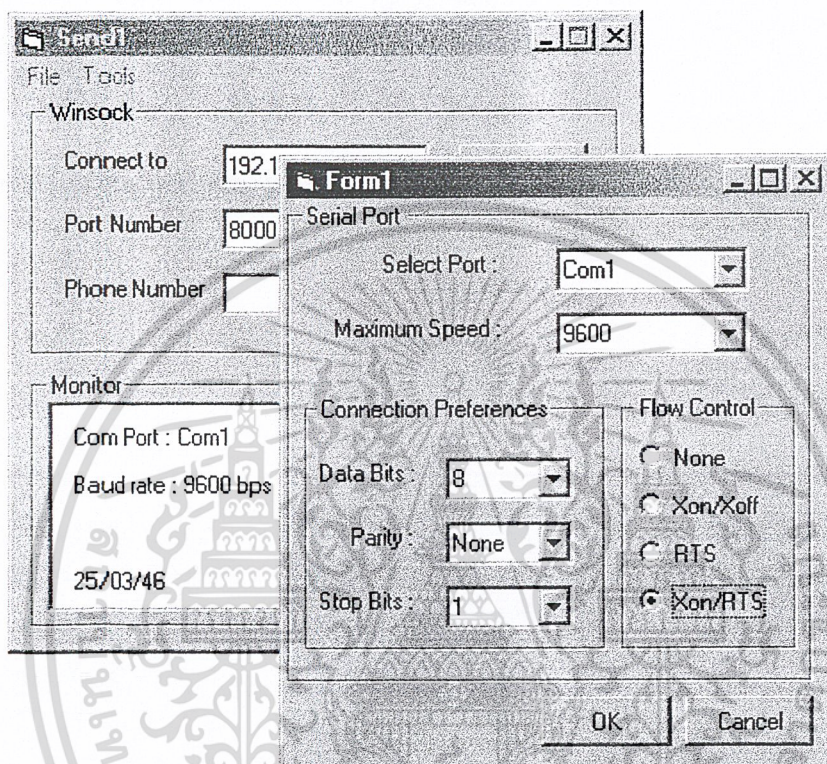 Send1
File Tools
Winsock
Connect to 192.1
Port Number 8000
Phone Number
Monitor
Com Port : Com1
Baud rate : 9600 bps
25/03/46
Form1
Serial Port
Select Port : Com1
Maximum Speed : 9600
Connection Preferences
Data Bits : 8
Parity : None
Stop Bits : 1
Flow Control
None
Xon/Xoff
RTS
Xon/RTS
OK Cancel